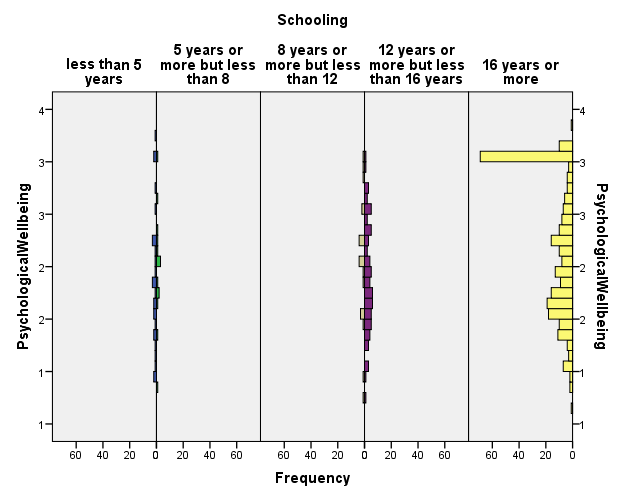 Schooling
less than 5
years
5 years or
more but less
than 8
8 years or
more but less
than 12
12 years or
more but less
than 16 years
16 years or
more
PsychologicalWellbeing
4
3
3
2
2
1
1
4
3
3
2
2
1
1
PsychologicalWellbeing
60 40 20 0 20 40 60 60 40 20 0 20 40 60 60 40 20 0
Frequency